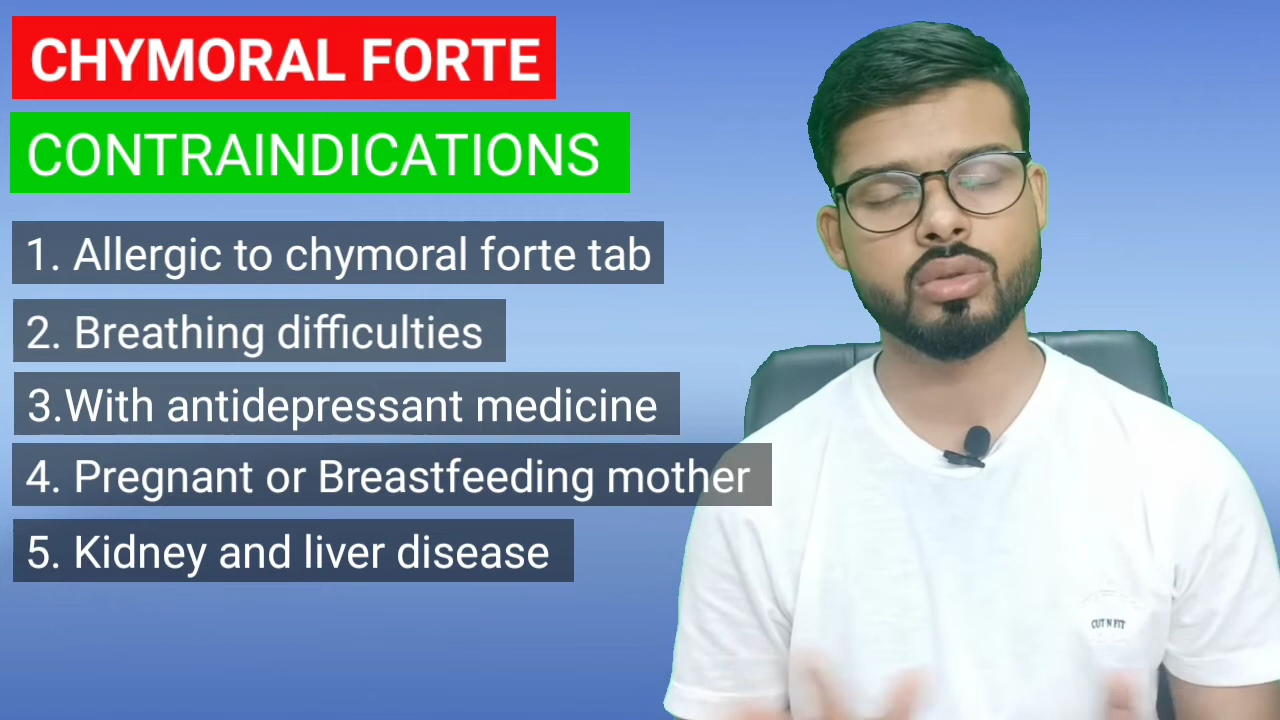 CHYMORAL FORTE
CONTRAINDICATIONS
1. Allergic to chymoral forte tab
2. Breathing difficulties
3.With antidepressant medicine
4. Pregnant or Breastfeeding mother
5. Kidney and liver disease
CUT N FIT